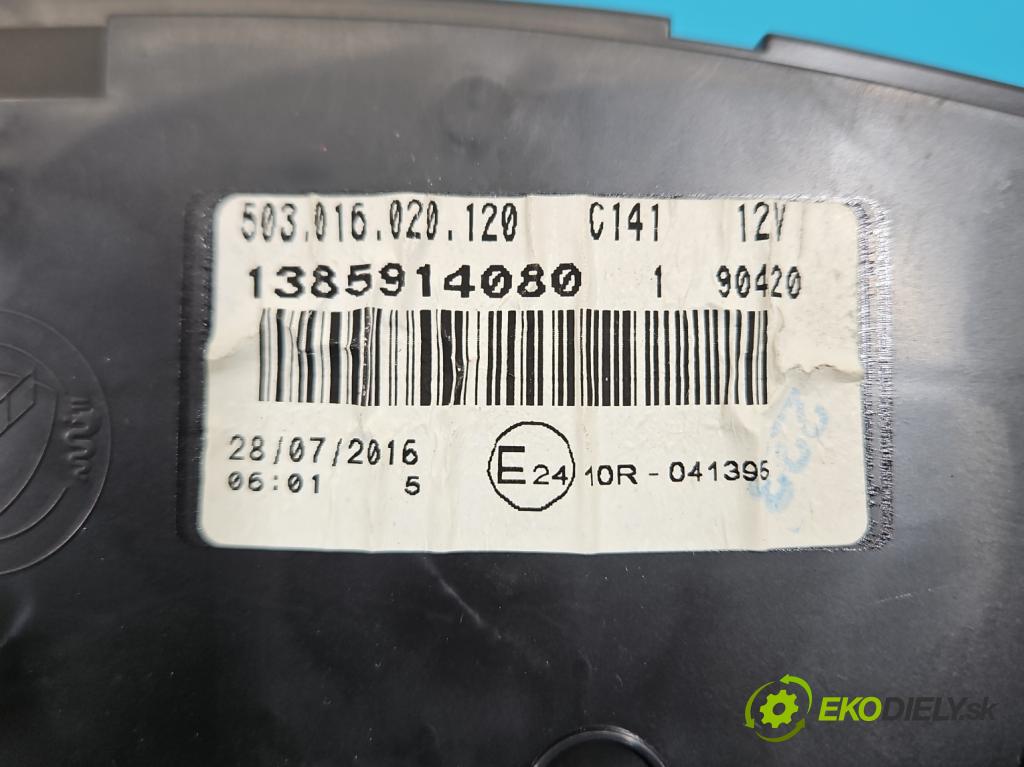 503.016.020.120 C141 12V
1385914080 1 90420
28/07/2016
06:01 5
E24 10R - 041395
EKODIELY.sk